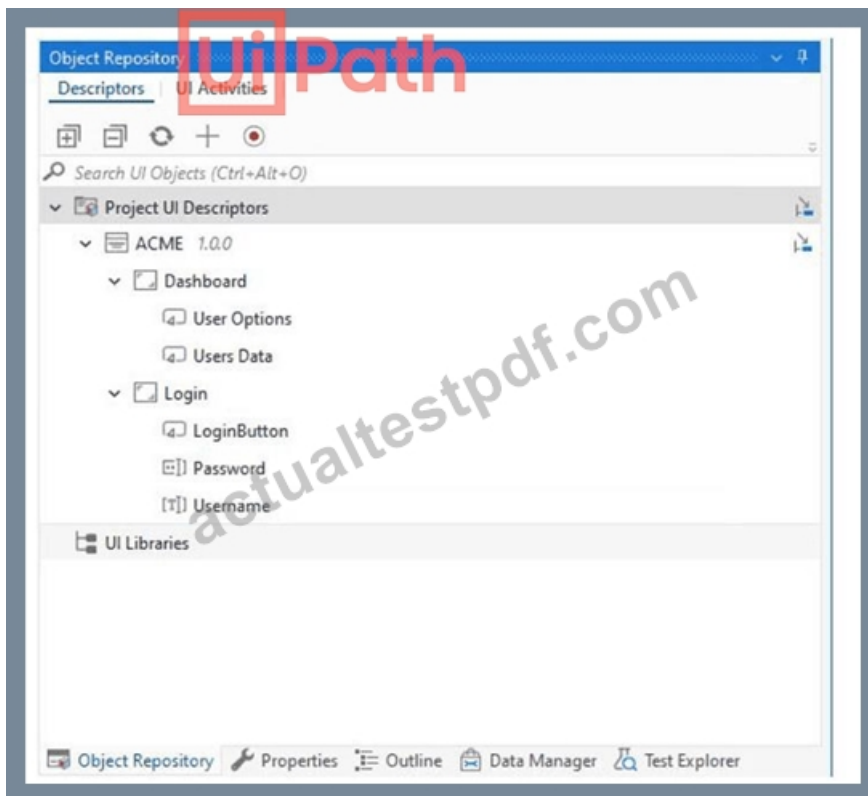 Object Repository
UiPath
Descriptors | UI Activities
Search UI Objects (Ctrl+Alt+O)
Project UI Descriptors
ACME 1.0.0
Dashboard
User Options
Users Data
Login
LoginButton
Password
Username
UI Libraries
actualtestpdf.com
Object Repository Properties Outline Data Manager Test Explorer